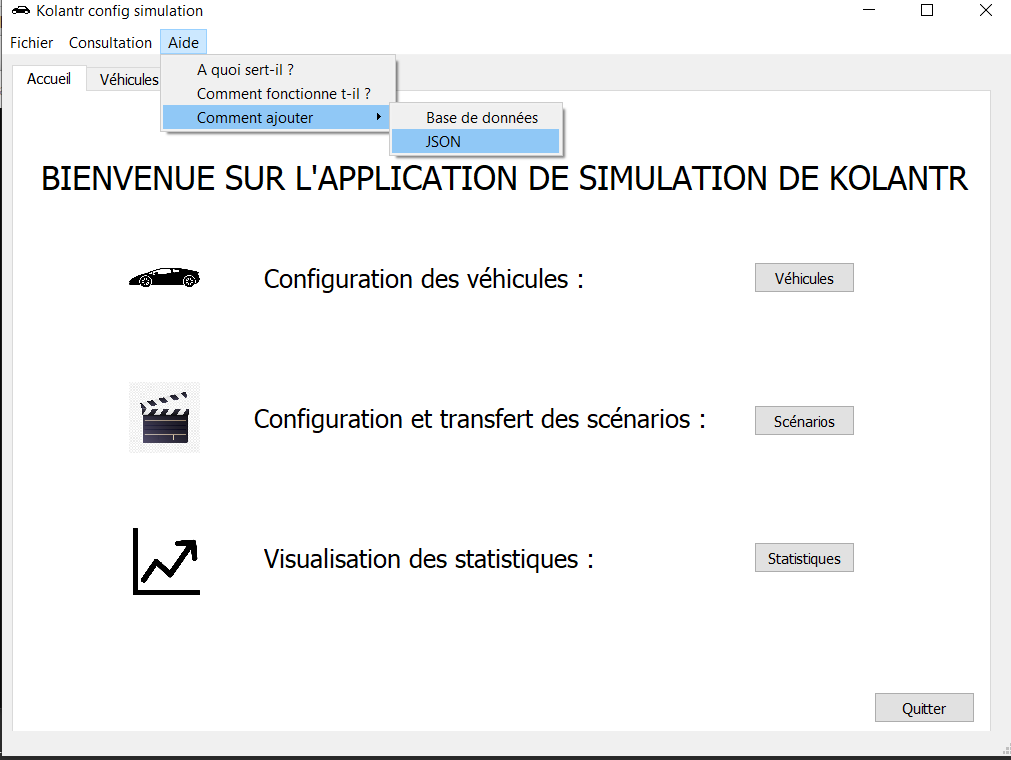 Kolantr config simulation
Fichier Consultation Aide
Accueil Véhicules
A quoi sert-il ?
Comment fonctionne t-il ?
Comment ajouter
Base de données
JSON
BIENVENUE SUR L'APPLICATION DE SIMULATION DE KOLANTR
Configuration des véhicules : Véhicules
Configuration et transfert des scénarios : Scénarios
Visualisation des statistiques : Statistiques
Quitter